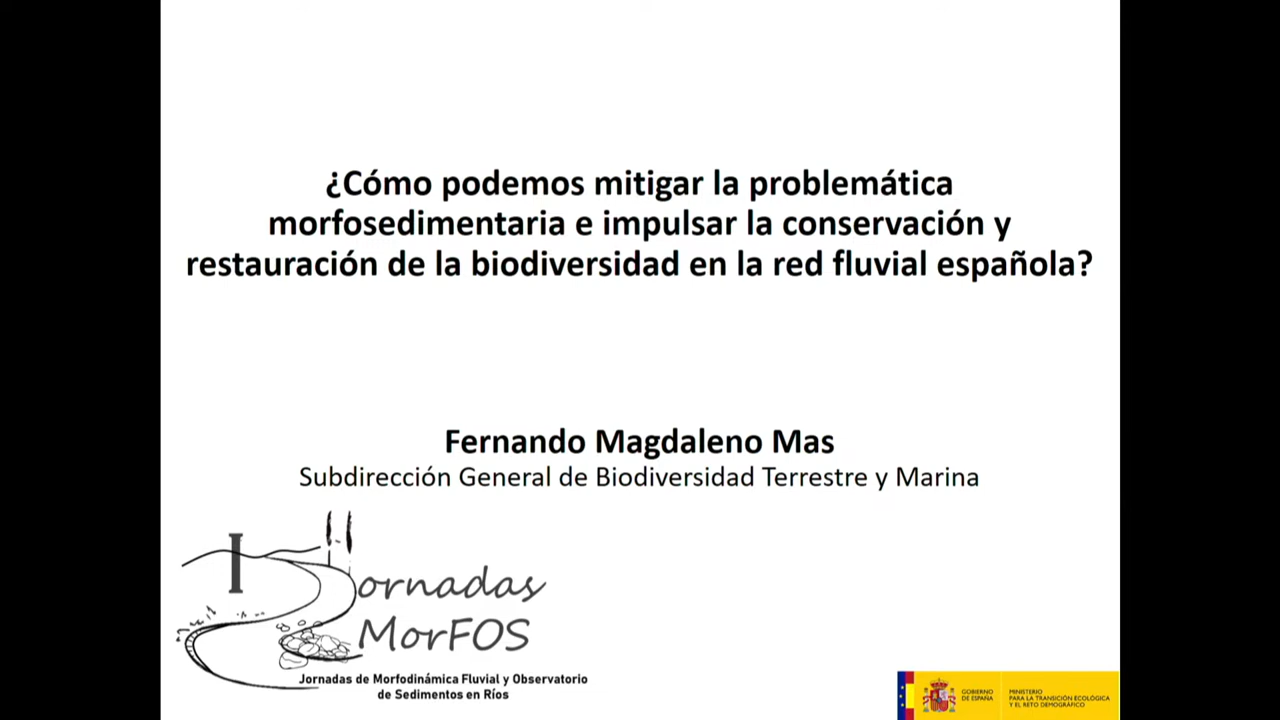 ¿Cómo podemos mitigar la problemática
morfosedimentaria e impulsar la conservación y
restauración de la biodiversidad en la red fluvial española?
Fernando Magdaleno Mas
Subdirección General de Biodiversidad Terrestre y Marina
I Jornadas
MorFOS
Jornadas de Morfodinámica Fluvial y Observatorio
de Sedimentos en Ríos
GOBIERNO
DE ESPAÑA
MINISTERIO
PARA LA TRANSICIÓN ECOLÓGICA
Y EL RETO DEMOGRÁFICO